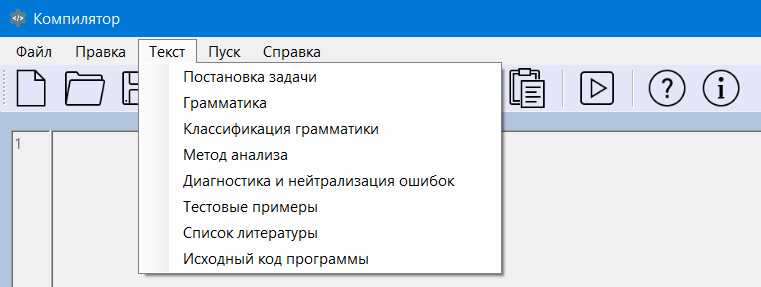 Компилятор
Файл Правка Текст Пуск Справка
Постановка задачи
Грамматика
Классификация грамматики
Метод анализа
Диагностика и нейтрализация ошибок
Тестовые примеры
Список литературы
Исходный код программы
1